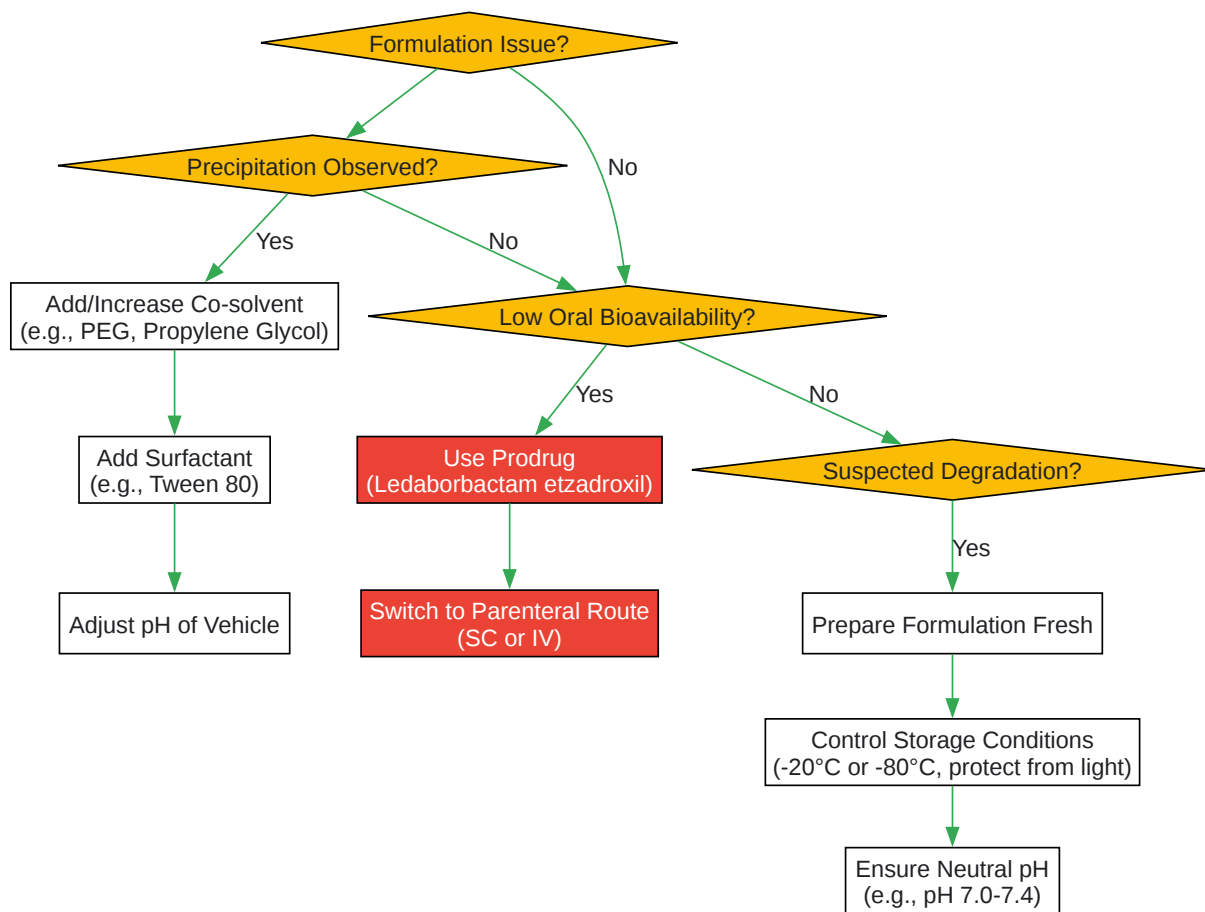 Formulation Issue?
Precipitation Observed?
No
Yes
No
Add/Increase Co-solvent
(e.g., PEG, Propylene Glycol)
Low Oral Bioavailability?
Yes
No
Add Surfactant
(e.g., Tween 80)
Use Prodrug
(Ledaborbactam etzadroxil)
Suspected Degradation?
Yes
Adjust pH of Vehicle
Switch to Parenteral Route
(SC or IV)
Prepare Formulation Fresh
Control Storage Conditions
(-20°C or -80°C, protect from light)
Ensure Neutral pH
(e.g., pH 7.0-7.4)